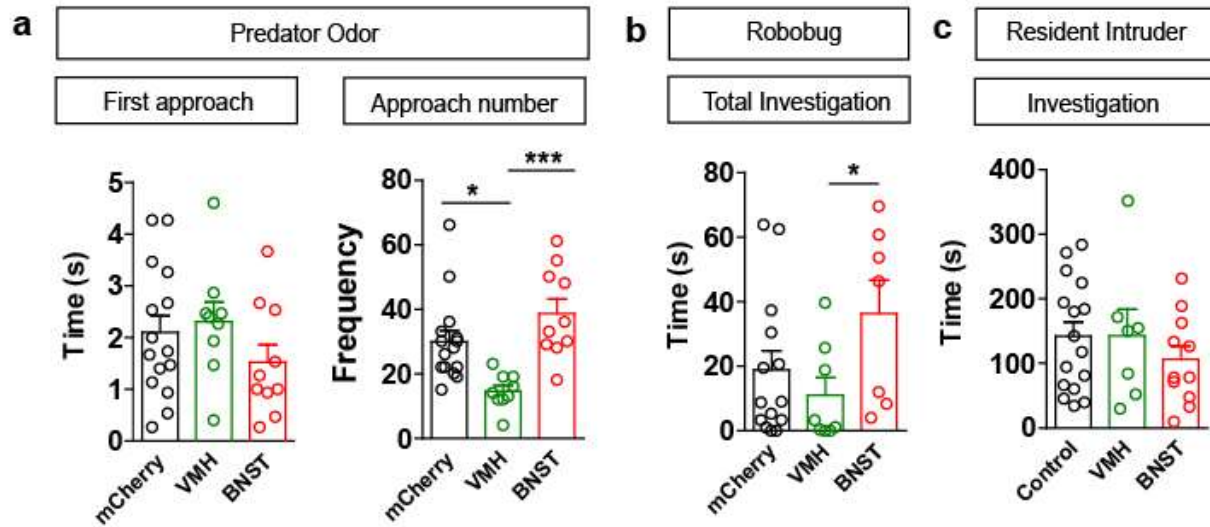 a
Predator Odor
First approach
Approach number
Time (s)
5
4
3
2
1
0
mCherry
VMH
BNST
Frequency
80
60
40
20
0
*
***
mCherry
VMH
BNST
b
Robobug
Total Investigation
Time (s)
80
60
40
20
0
*
mCherry
VMH
BNST
c
Resident Intruder
Investigation
Time (s)
400
300
200
100
0
Control
VMH
BNST